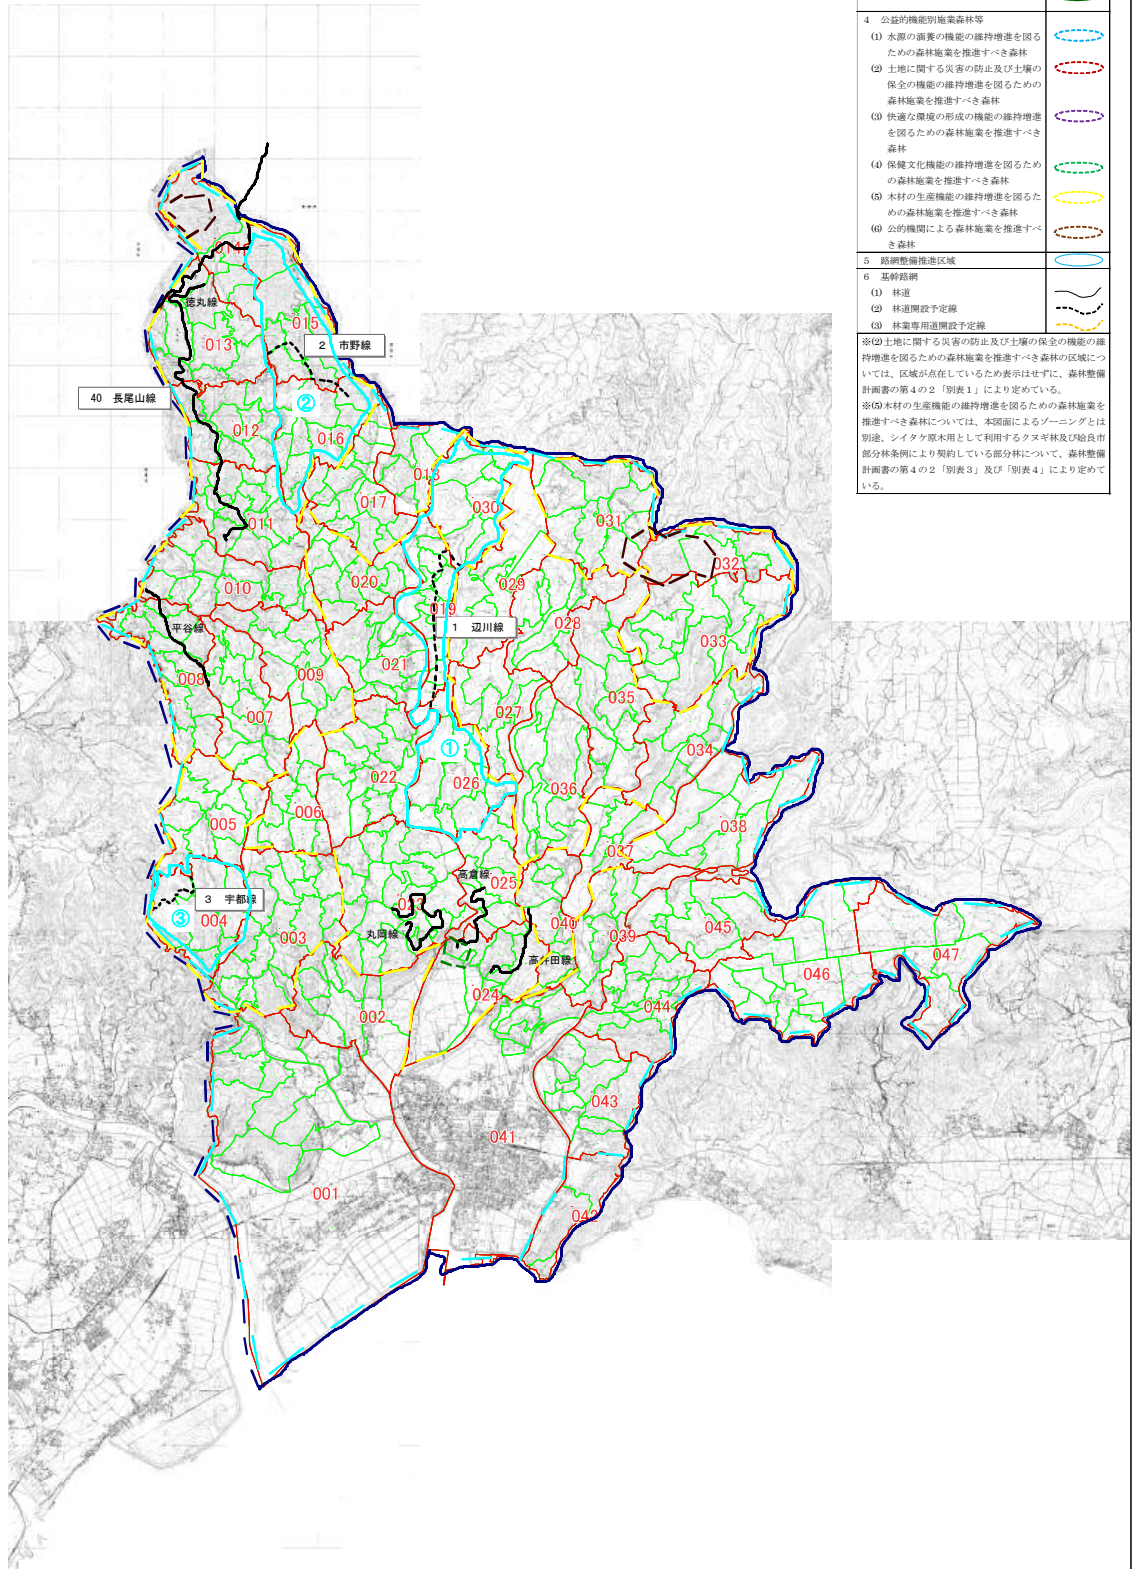 4 公益的機能別施業森林等
(1) 水源の涵養の機能の維持増進を図る
ための森林施業を推進すべき森林
(2) 土地に関する災害の防止及び土壌の
保全の機能の維持増進を図るための
森林施業を推進すべき森林
(3) 快適な環境の形成の機能の維持増進
を図るための森林施業を推進すべき
森林
(4) 保健文化機能の維持増進を図るため
の森林施業を推進すべき森林
(5) 木材の生産機能の維持増進を図るた
めの森林施業を推進すべき森林
(6) 公的機関による森林施業を推進すべ
き森林
5 路網整備推進区域
6 基幹路網
(1) 林道
(2) 林道開設予定線
(3) 林業専用道開設予定線
※(2)土地に関する災害の防止及び土壌の保全の機能の維
持増進を図るための森林施業を推進すべき森林の区域につ
いては、区域が点在しているため表示はせずに、森林整備
計画書の第4の2「別表1」により定めている。
※(5)木材の生産機能の維持増進を図るための森林施業を
推進すべき森林については、本図面によるゾーニングとは
別途、シイタケ原木用として利用するクヌギ林及び姶良市
部分林条例により契約している部分林について、森林整備
計画書の第4の2「別表3」及び「別表4」により定めて
いる。
014
徳丸線
015
013
2 市野線
40 長尾山線
②
012
016
018
017
030
011
031
032
020
029
010
019
028
平谷線
1 辺川線
033
021
008
009
035
007
027
034
①
022
026
036
005
006
038
037
高倉線
025
3 宇都線
023
③
004
040
045
003
丸岡線
039
高牟田線
047
046
024
044
002
043
041
001
042